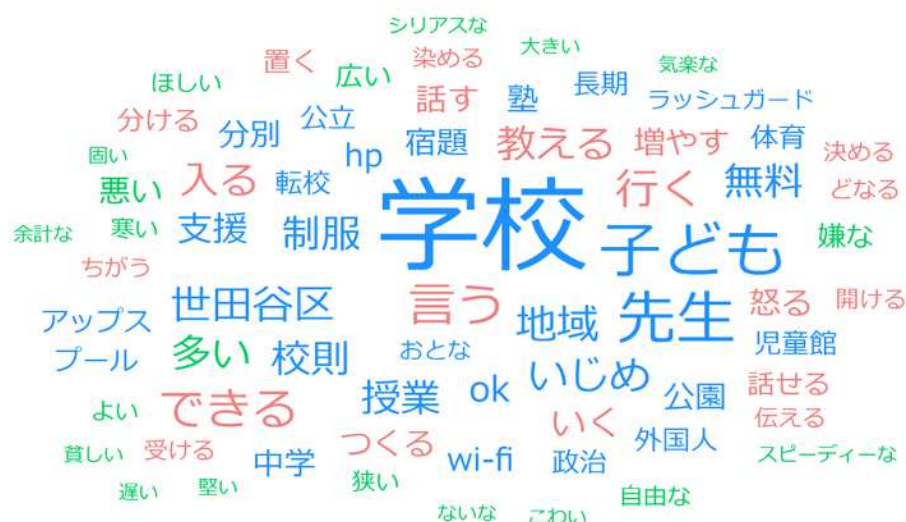 シリアスな
大きい
置く 広い 染める 気楽な
ほしい 話す 塾 長期 ラッシュガード
分ける 分別 公立 宿題 教える 増やす 体育 決める
固い hp
悪い 入る 転校 学校 行く 無料 どなる
余計な 寒い 支援 制服 子ども 嫌な
ちがう
世田谷区 言う 地域 先生 怒る 開ける
アップス
プール 多い 校則 おとな いじめ 児童館
よい できる 授業 ok 公園 話せる
伝える
貧しい 受ける 中学 つくる wi-fi いく 政治 外国人 スピーディーな
遅い 堅い 狭い 自由な
ないな こわい